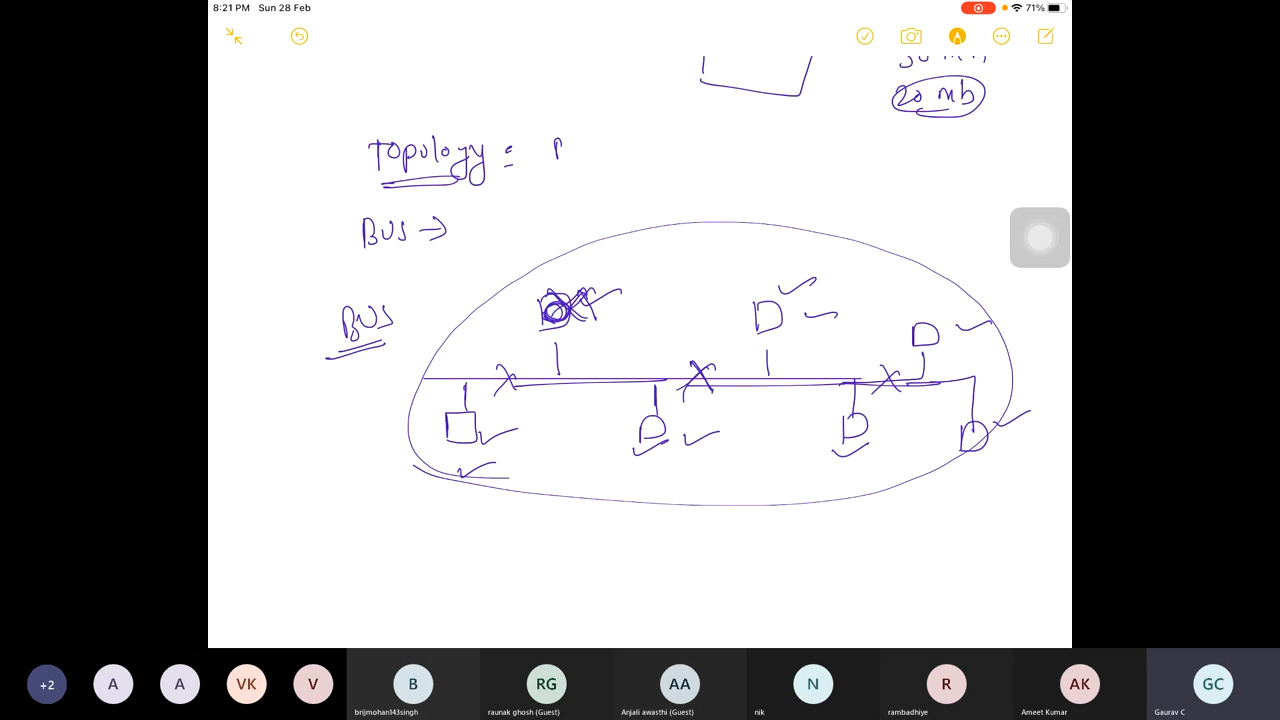 8:21 PM Sun 28 Feb
71%
20 mb
Topology :
BUS →
BUS
+2 A A VK V B RG AA N R AK GC
brijmohan143singh raunak ghosh (Guest) Anjali awasthi (Guest) nik rambadhiye Ameet Kumar Gaurav C